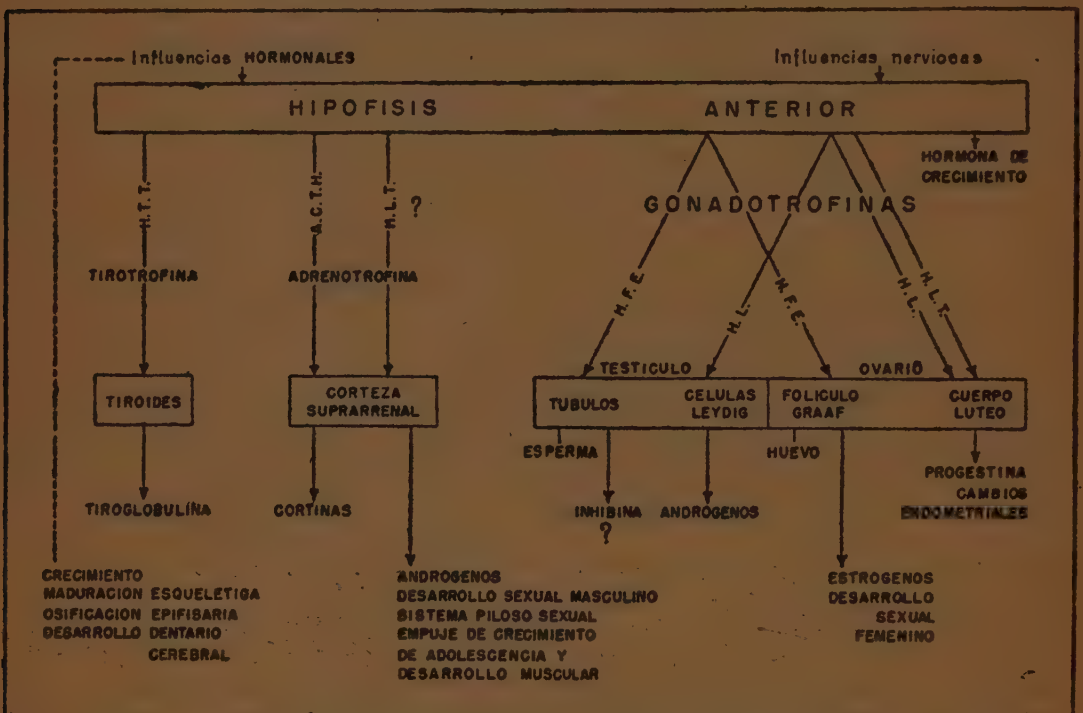 Influencias HORMONALES
Influencias nerviosas
HIPOFISIS ANTERIOR
HORMONA DE
CRECIMIENTO
GONADOTROFINAS
H.T.T.
A.C.T.H.
H.L.T.
?
H.F.E.
H.L.
H.F.E.
H.L.
H.L.T.
TIROTROFINA
ADRENOTROFINA
TIROIDES
CORTEZA
SUPRARRENAL
TESTICULO
OVARIO
TUBULOS
CELULAS
LEYDIG
FOLICULO
GRAAF
CUERPO
LUTEO
ESPERMA
HUEVO
TIROGLOBULINA
CORTINAS
INHIBINA
?
ANDROGENOS
PROGESTINA
CAMBIOS
ENDOMETRIALES
CRECIMIENTO
MADURACION ESQUELETIGA
OSIFICACION EPIFISARIA
DESARROLLO DENTARIO
CEREBRAL
ANDROGENOS
DESARROLLO SEXUAL MASCULINO
SISTEMA PILOSO SEXUAL
EMPUJE DE CRECIMIENTO
DE ADOLESCENCIA Y
DESARROLLO MUSCULAR
ESTROGENOS
DESARROLLO
SEXUAL
FEMENINO